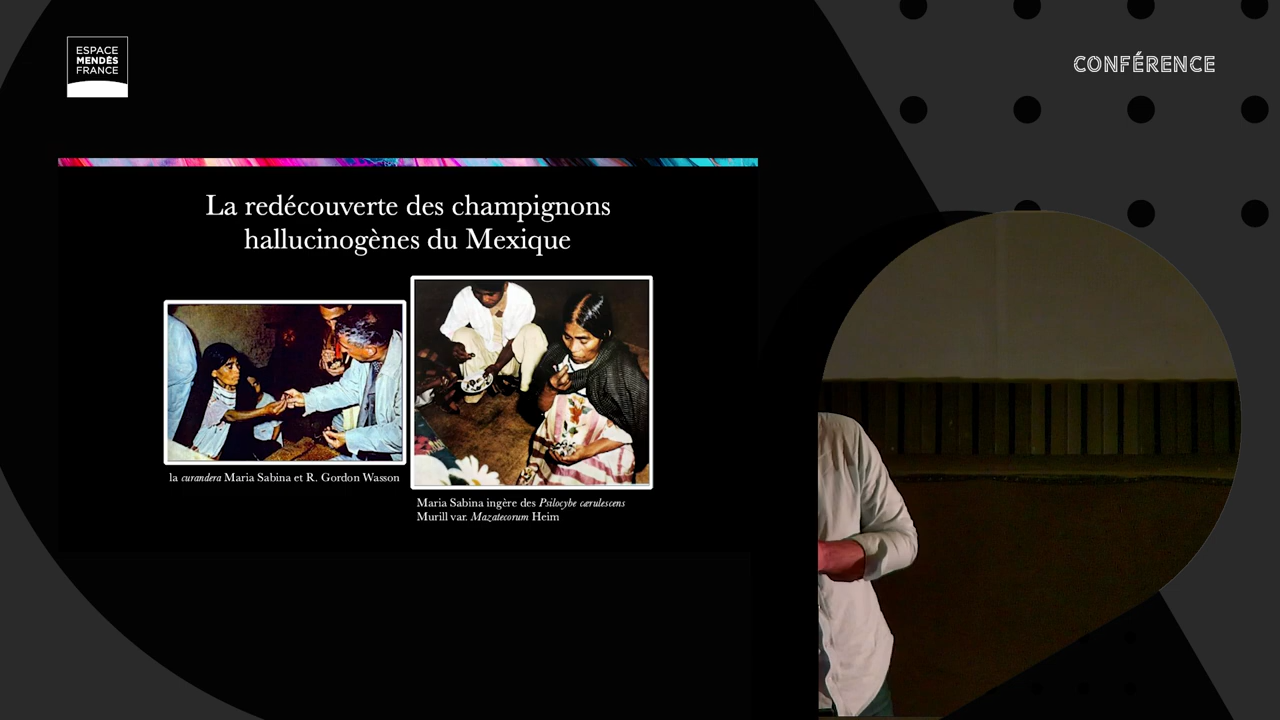 ESPACE
MENDÈS
FRANCE
CONFÉRENCE
La redécouverte des champignons
hallucinogènes du Mexique
la curandera Maria Sabina et R. Gordon Wasson
Maria Sabina ingère des Psilocybe cærulescens
Murill var. Mazatecorum Heim